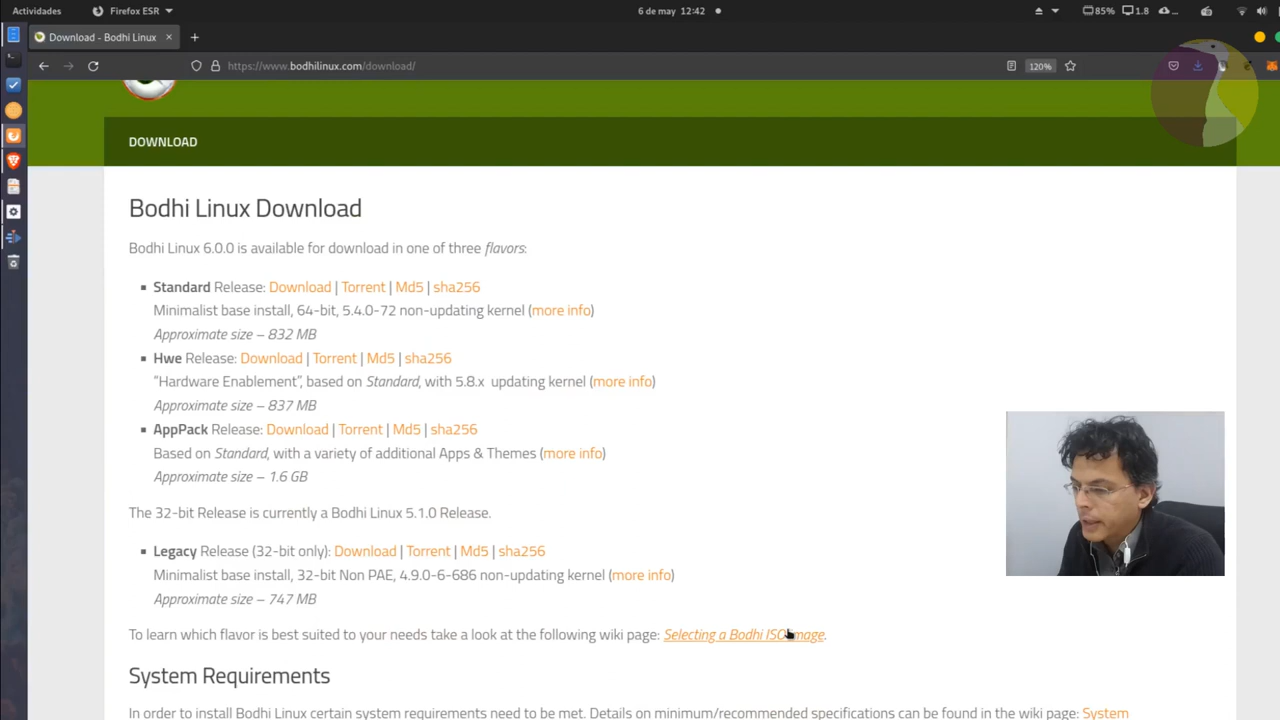 Actividades
Firefox ESR
6 de may 12:42
85%
1.8
Download - Bodhi Linux
https://www.bodhilinux.com/download/
120%
DOWNLOAD
Bodhi Linux Download
Bodhi Linux 6.0.0 is available for download in one of three flavors:
Standard Release: Download | Torrent | Md5 | sha256
Minimalist base install, 64-bit, 5.4.0-72 non-updating kernel (more info)
Approximate size – 832 MB
Hwe Release: Download | Torrent | Md5 | sha256
“Hardware Enablement”, based on Standard, with 5.8.x updating kernel (more info)
Approximate size – 837 MB
AppPack Release: Download | Torrent | Md5 | sha256
Based on Standard, with a variety of additional Apps & Themes (more info)
Approximate size – 1.6 GB
The 32-bit Release is currently a Bodhi Linux 5.1.0 Release.
Legacy Release (32-bit only): Download | Torrent | Md5 | sha256
Minimalist base install, 32-bit Non PAE, 4.9.0-6-686 non-updating kernel (more info)
Approximate size – 747 MB
To learn which flavor is best suited to your needs take a look at the following wiki page: Selecting a Bodhi ISO Image.
System Requirements
In order to install Bodhi Linux certain system requirements need to be met. Details on minimum/recommended specifications can be found in the wiki page: System